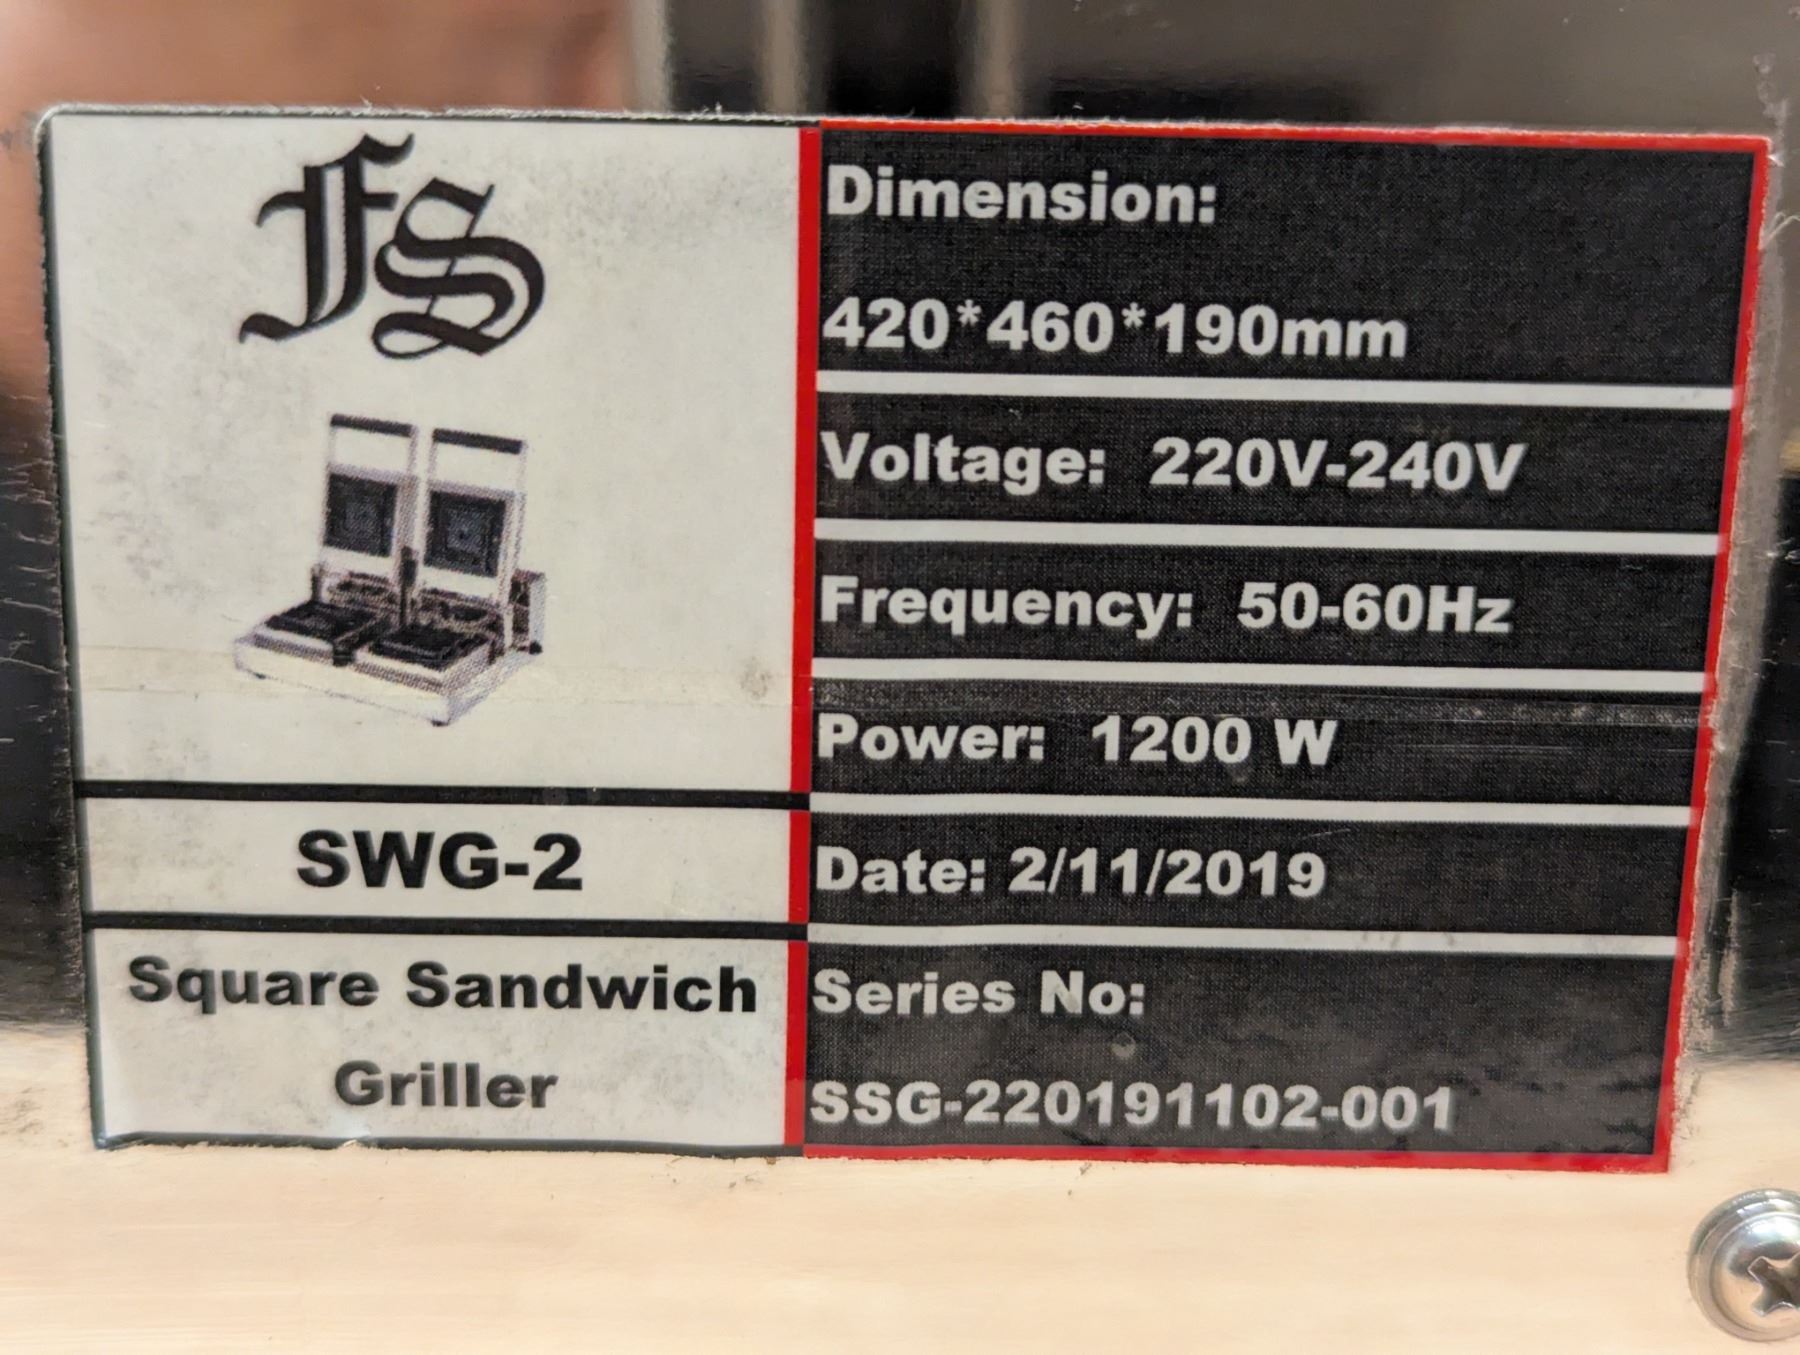 fS
SWG-2
Square Sandwich
Griller
Dimension:
420*460*190mm
Voltage: 220V-240V
Frequency: 50-60Hz
Power: 1200 W
Date: 2/11/2019
Series No:
SSG-220191102-001